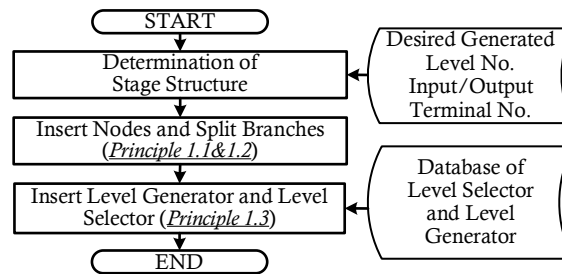 START
Determination of
Stage Structure
Desired Generated
Level No.
Input/Output
Terminal No.
Insert Nodes and Split Branches
(Principle 1.1&1.2)
Insert Level Generator and Level
Selector (Principle 1.3)
Database of
Level Selector
and Level
Generator
END